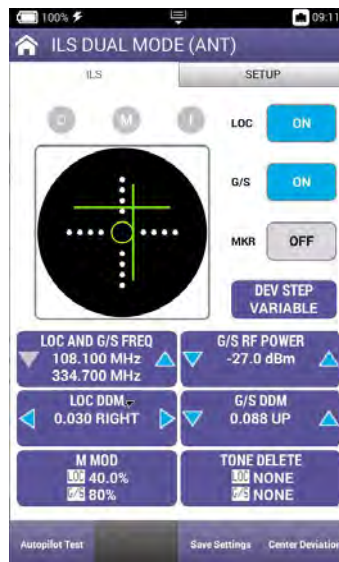 100% 09:11
ILS DUAL MODE (ANT)
ILS SETUP
O M I LOC ON
G/S ON
MKR OFF
DEV STEP
VARIABLE
LOC AND G/S FREQ
108.100 MHz
334.700 MHz
G/S RF POWER
-27.0 dBm
LOC DDM
0.030 RIGHT
G/S DDM
0.088 UP
M MOD
LOC 40.0%
G/S 80%
TONE DELETE
LOC NONE
G/S NONE
Autopilot Test Save Settings Center Deviation